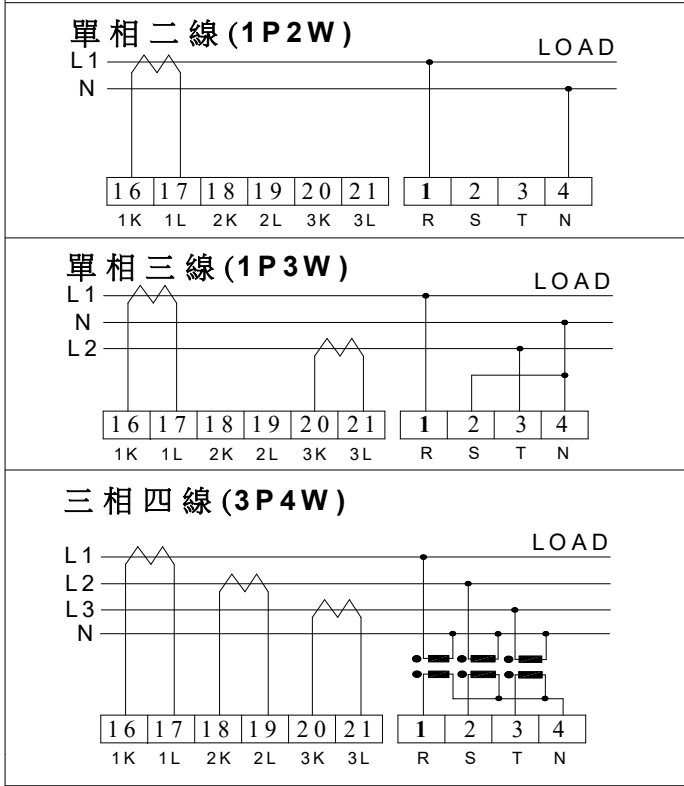 單相二線(1P2W)
L1 LOAD
N
16 17 18 19 20 21 1 2 3 4
1K 1L 2K 2L 3K 3L R S T N
單相三線(1P3W)
L1 LOAD
N
L2
16 17 18 19 20 21 1 2 3 4
1K 1L 2K 2L 3K 3L R S T N
三相四線(3P4W)
L1 LOAD
L2
L3
N
16 17 18 19 20 21 1 2 3 4
1K 1L 2K 2L 3K 3L R S T N